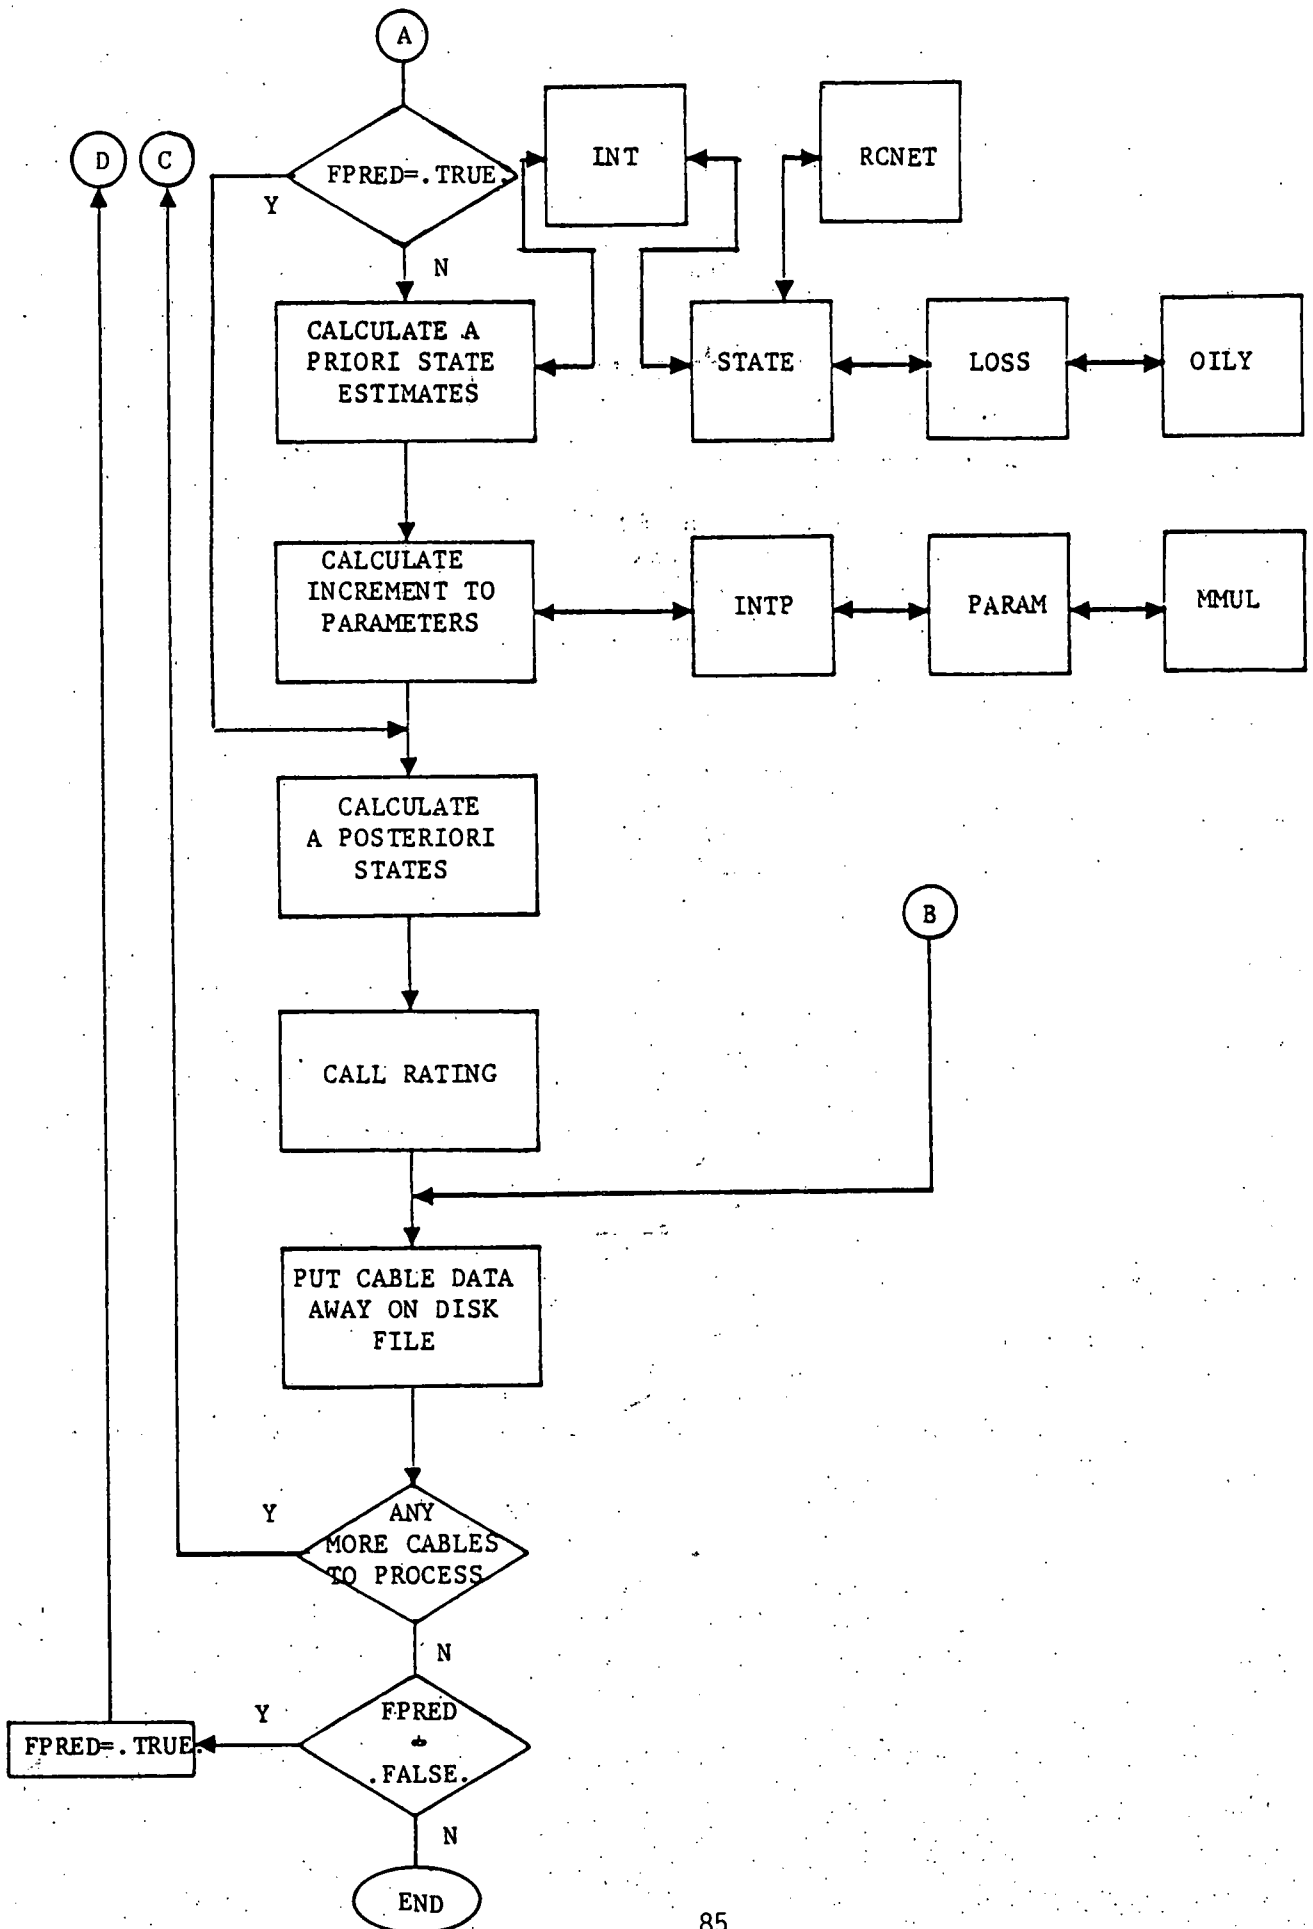 A
D
C
FPRED=.TRUE.
Y
N
INT
RCNET
CALCULATE A
PRIORI STATE
ESTIMATES
STATE
LOSS
OILY
CALCULATE
INCREMENT TO
PARAMETERS
INTP
PARAM
MMUL
CALCULATE
A POSTERIORI
STATES
B
CALL RATING
PUT CABLE DATA
AWAY ON DISK
FILE
Y
ANY
MORE CABLES
TO PROCESS
N
Y
FPRED
.FALSE.
FPRED=.TRUE.
N
END
85